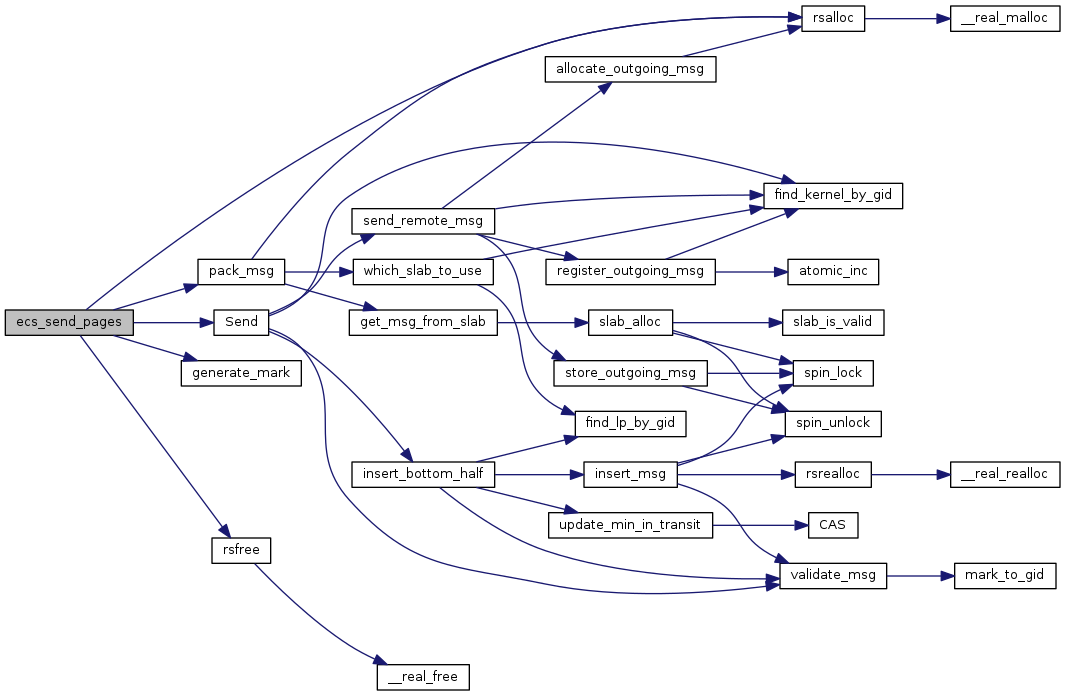 rsalloc
__real_malloc
allocate_outgoing_msg
find_kernel_by_gid
send_remote_msg
pack_msg
which_slab_to_use
register_outgoing_msg
atomic_inc
ecs_send_pages
Send
get_msg_from_slab
slab_alloc
slab_is_valid
generate_mark
store_outgoing_msg
spin_lock
find_lp_by_gid
spin_unlock
insert_bottom_half
insert_msg
rsrealloc
__real_realloc
update_min_in_transit
CAS
rsfree
validate_msg
mark_to_gid
__real_free